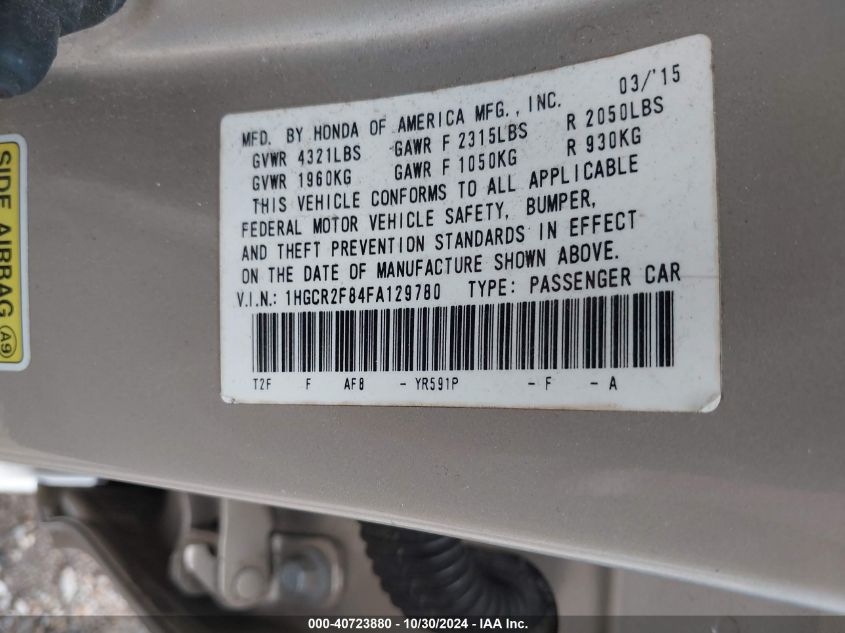 03/'15
MFD. BY HONDA OF AMERICA MFG., INC.
GVWR 4321LBS GAWR F 2315LBS R 2050LBS
GVWR 1960KG GAWR F 1050KG R 930KG
THIS VEHICLE CONFORMS TO ALL APPLICABLE
FEDERAL MOTOR VEHICLE SAFETY, BUMPER,
AND THEFT PREVENTION STANDARDS IN EFFECT
ON THE DATE OF MANUFACTURE SHOWN ABOVE.
V.I.N.: 1HGCR2F84FA129780 TYPE: PASSENGER CAR
T2F F AF8 - YR591P - F - A
SIDE AIRBAG A9
000-40723880 - 10/30/2024 - IAA Inc.